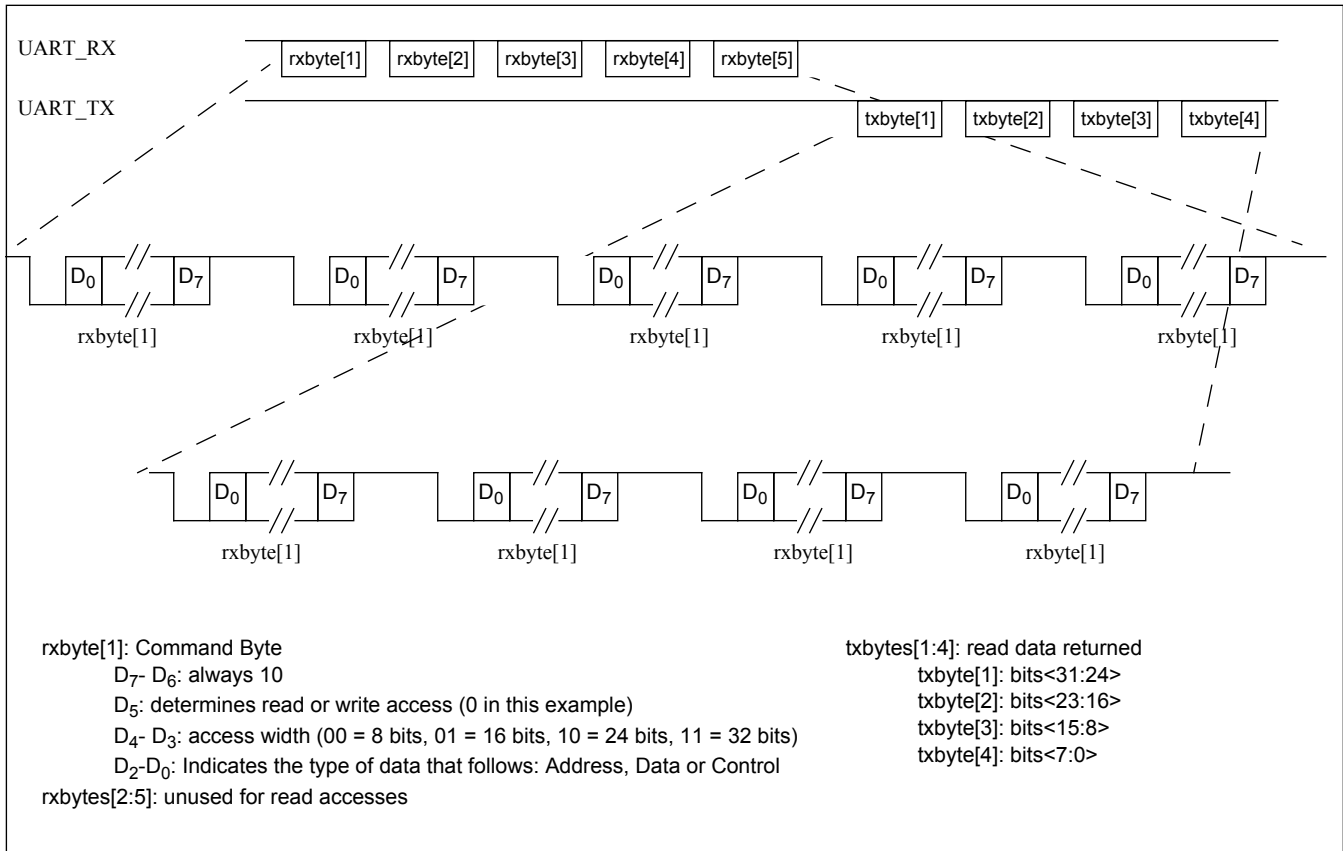 UART_RX
rxbyte[1] rxbyte[2] rxbyte[3] rxbyte[4] rxbyte[5]
UART_TX
txbyte[1] txbyte[2] txbyte[3] txbyte[4]
D0 D7 D0 D7 D0 D7 D0 D7 D0 D7
rxbyte[1] rxbyte[1] rxbyte[1] rxbyte[1] rxbyte[1]
D0 D7 D0 D7 D0 D7 D0 D7
rxbyte[1] rxbyte[1] rxbyte[1] rxbyte[1]
rxbyte[1]: Command Byte
D7- D6: always 10
D5: determines read or write access (0 in this example)
D4- D3: access width (00 = 8 bits, 01 = 16 bits, 10 = 24 bits, 11 = 32 bits)
D2-D0: Indicates the type of data that follows: Address, Data or Control
rxbytes[2:5]: unused for read accesses
txbytes[1:4]: read data returned
txbyte[1]: bits<31:24>
txbyte[2]: bits<23:16>
txbyte[3]: bits<15:8>
txbyte[4]: bits<7:0>